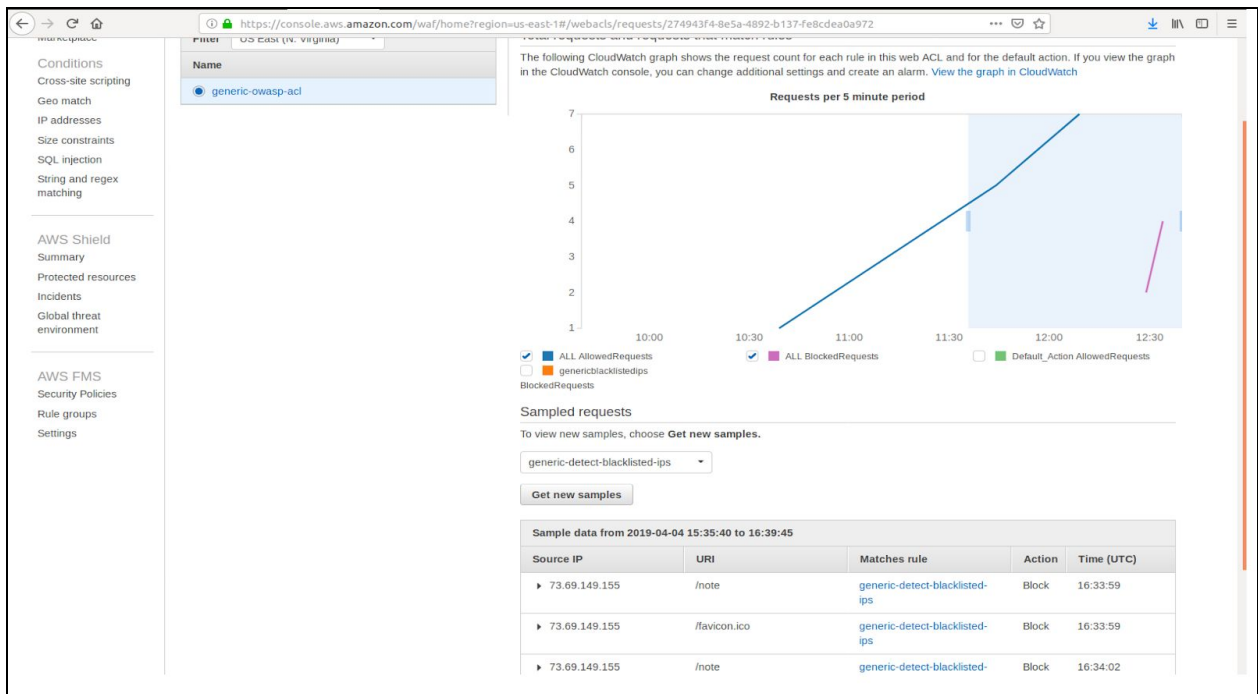 https://console.aws.amazon.com/waf/home?region=us-east-1#/webacls/requests/274943f4-8e5a-4892-b137-fe8cdea0a972
Marketplace
Conditions
Cross-site scripting
Geo match
IP addresses
Size constraints
SQL injection
String and regex
matching
AWS Shield
Summary
Protected resources
Incidents
Global threat
environment
AWS FMS
Security Policies
Rule groups
Settings
Filter US East (N. Virginia)
Name
generic-owasp-acl
Total requests and requests that match rules
The following CloudWatch graph shows the request count for each rule in this web ACL and for the default action. If you view the graph
in the CloudWatch console, you can change additional settings and create an alarm. View the graph in CloudWatch
Requests per 5 minute period
7
6
5
4
3
2
1
10:00 10:30 11:00 11:30 12:00 12:30
ALL AllowedRequests ALL BlockedRequests Default_Action AllowedRequests
genericblacklistedips
BlockedRequests
Sampled requests
To view new samples, choose Get new samples.
generic-detect-blacklisted-ips
Get new samples
Sample data from 2019-04-04 15:35:40 to 16:39:45
Source IP URI Matches rule Action Time (UTC)
73.69.149.155 /note generic-detect-blacklisted- Block 16:33:59
ips
73.69.149.155 /favicon.ico generic-detect-blacklisted- Block 16:33:59
ips
73.69.149.155 /note generic-detect-blacklisted- Block 16:34:02